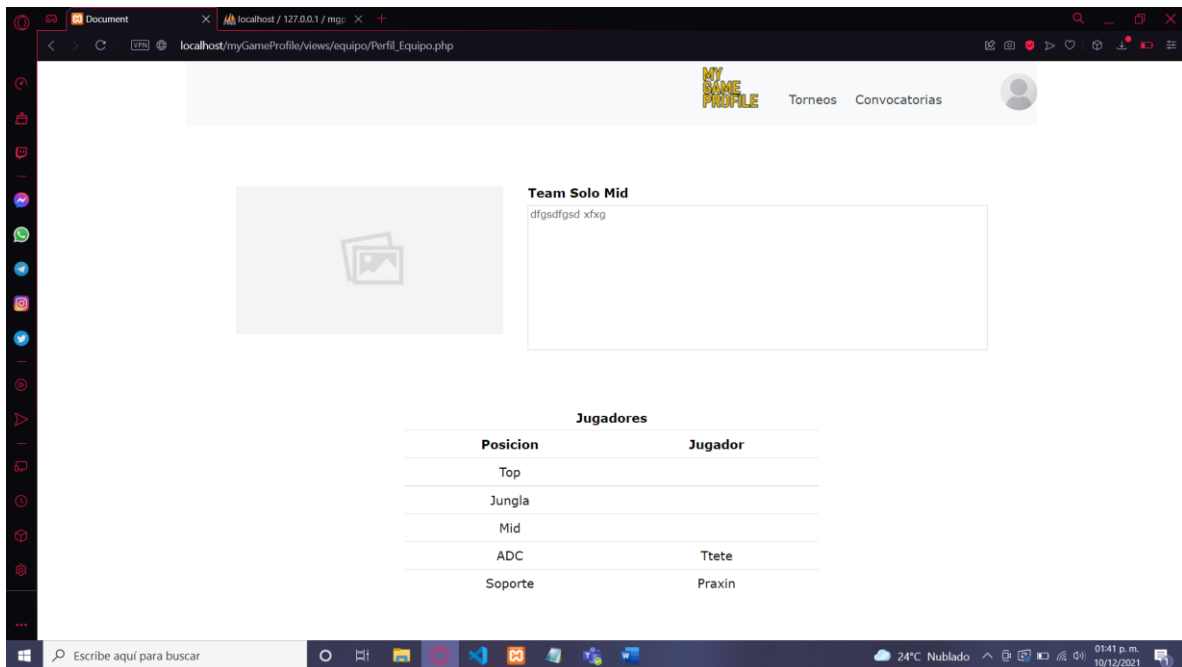 Document
localhost / 127.0.0.1 / mgp
VPN
localhost/myGameProfile/views/equipo/Perfil_Equipo.php
MY
GAME
PROFILE
Torneos Convocatorias
Team Solo Mid
dfgsdfgsd xfxg
Jugadores
Posicion Jugador
Top
Jungla
Mid
ADC Ttete
Soporte Praxin
Escribe aquí para buscar
24°C Nublado
01:41 p. m.
10/12/2021
1